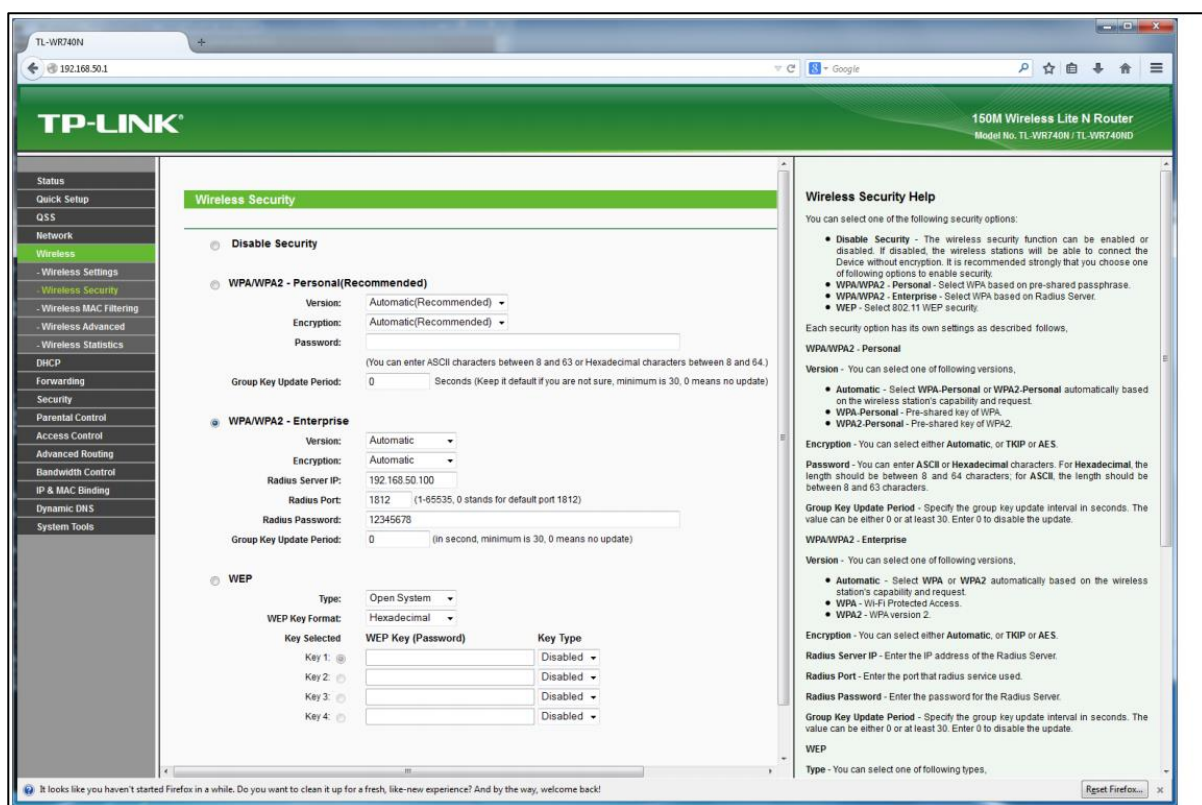 TL-WR740N
192.168.50.1
Google
TP-LINK®
150M Wireless Lite N Router
Model No. TL-WR740N / TL-WR740ND
Status
Quick Setup
QSS
Network
Wireless
- Wireless Settings
- Wireless Security
- Wireless MAC Filtering
- Wireless Advanced
- Wireless Statistics
DHCP
Forwarding
Security
Parental Control
Access Control
Advanced Routing
Bandwidth Control
IP & MAC Binding
Dynamic DNS
System Tools
Wireless Security
Disable Security
WPA/WPA2 - Personal(Recommended)
Version: Automatic(Recommended)
Encryption: Automatic(Recommended)
Password:
(You can enter ASCII characters between 8 and 63 or Hexadecimal characters between 8 and 64.)
Group Key Update Period: 0 Seconds (Keep it default if you are not sure, minimum is 30, 0 means no update)
WPA/WPA2 - Enterprise
Version: Automatic
Encryption: Automatic
Radius Server IP: 192.168.50.100
Radius Port: 1812 (1-65535, 0 stands for default port 1812)
Radius Password: 12345678
Group Key Update Period: 0 (in second, minimum is 30, 0 means no update)
WEP
Type: Open System
WEP Key Format: Hexadecimal
Key Selected WEP Key (Password) Key Type
Key 1: Disabled
Key 2: Disabled
Key 3: Disabled
Key 4: Disabled
Wireless Security Help
You can select one of the following security options:
Disable Security - The wireless security function can be enabled or
disabled. If disabled, the wireless stations will be able to connect the
Device without encryption. It is recommended strongly that you choose one
of following options to enable security.
WPA/WPA2 - Personal - Select WPA based on pre-shared passphrase.
WPA/WPA2 - Enterprise - Select WPA based on Radius Server.
WEP - Select 802.11 WEP security.
Each security option has its own settings as described follows,
WPA/WPA2 - Personal
Version - You can select one of following versions,
Automatic - Select WPA-Personal or WPA2-Personal automatically based
on the wireless station's capability and request.
WPA-Personal - Pre-shared key of WPA.
WPA2-Personal - Pre-shared key of WPA2.
Encryption - You can select either Automatic, or TKIP or AES.
Password - You can enter ASCII or Hexadecimal characters. For Hexadecimal, the
length should be between 8 and 64 characters; for ASCII, the length should be
between 8 and 63 characters.
Group Key Update Period - Specify the group key update interval in seconds. The
value can be either 0 or at least 30. Enter 0 to disable the update.
WPA/WPA2 - Enterprise
Version - You can select one of following versions,
Automatic - Select WPA or WPA2 automatically based on the wireless
station's capability and request.
WPA - Wi-Fi Protected Access.
WPA2 - WPA version 2.
Encryption - You can select either Automatic, or TKIP or AES.
Radius Server IP - Enter the IP address of the Radius Server.
Radius Port - Enter the port that radius service used.
Radius Password - Enter the password for the Radius Server.
Group Key Update Period - Specify the group key update interval in seconds. The
value can be either 0 or at least 30. Enter 0 to disable the update.
WEP
Type - You can select one of following types,
It looks like you haven't started Firefox in a while. Do you want to clean it up for a fresh, like-new experience? And by the way, welcome back!
Reset Firefox...